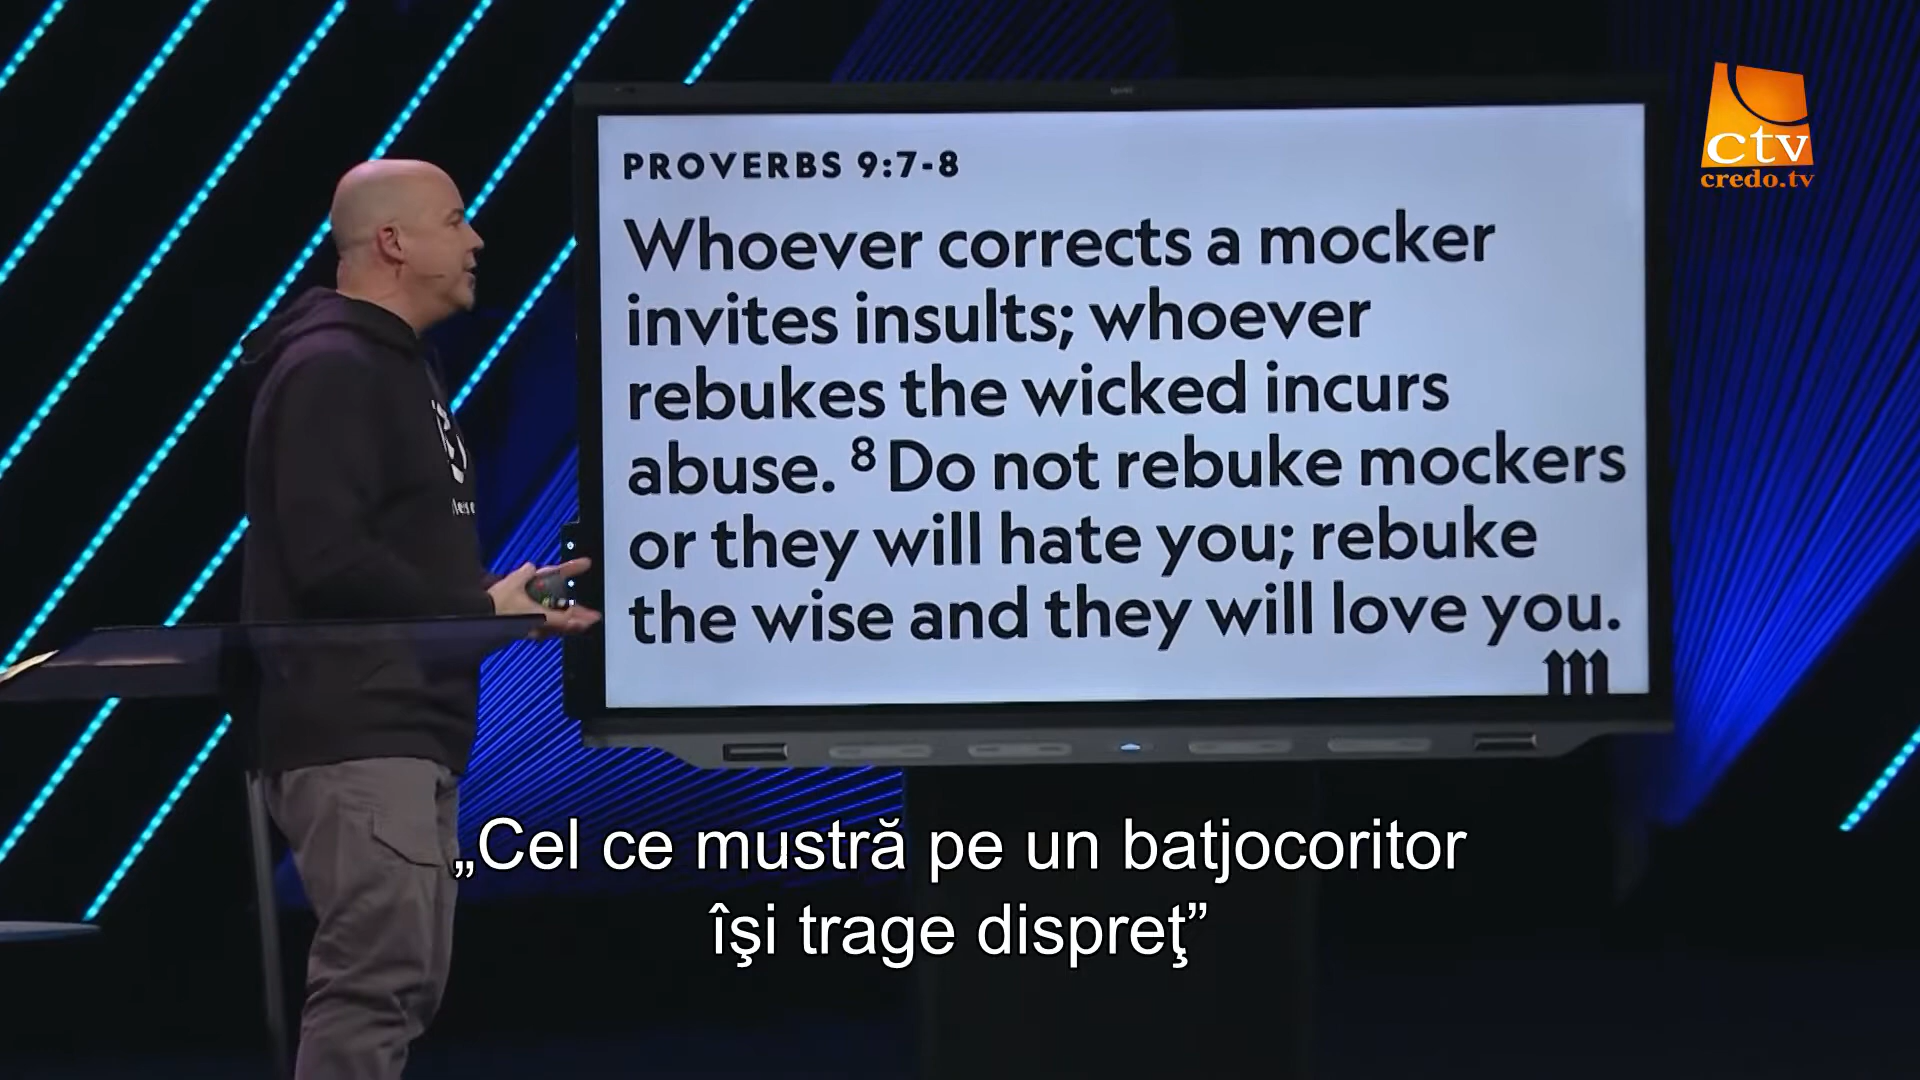 PROVERBS 9:7-8
Whoever corrects a mocker
invites insults; whoever
rebukes the wicked incurs
abuse. ⁸ Do not rebuke mockers
or they will hate you; rebuke
the wise and they will love you.
ctv
credo.tv
„Cel ce mustră pe un batjocoritor
îşi trage dispreţ”